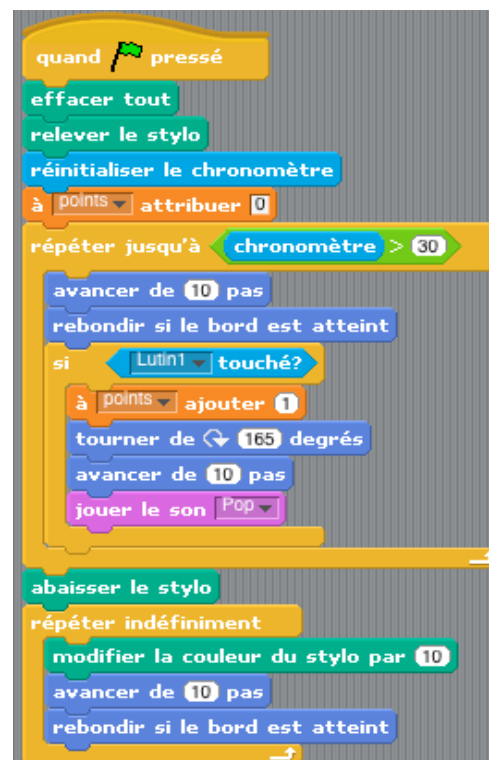 quand pressé
effacer tout
relever le stylo
réinitialiser le chronomètre
à points attribuer 0
répéter jusqu'à chronomètre > 30
avancer de 10 pas
rebondir si le bord est atteint
si Lutin1 touché?
à points ajouter 1
tourner de 165 degrés
avancer de 10 pas
jouer le son Pop
abaisser le stylo
répéter indéfiniment
modifier la couleur du stylo par 10
avancer de 10 pas
rebondir si le bord est atteint